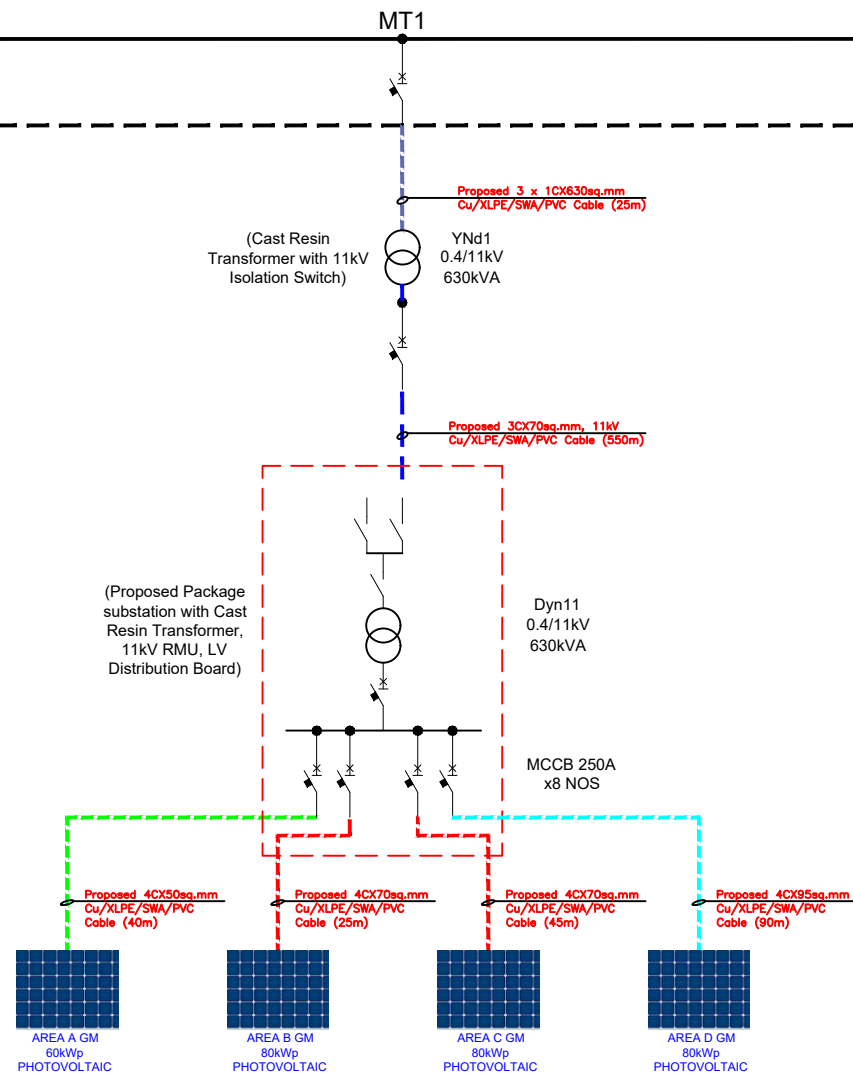 MT1
Proposed 3 x 1CX630sq.mm
Cu/XLPE/SWA/PVC Cable (25m)
(Cast Resin
Transformer with 11kV
Isolation Switch)
YNd1
0.4/11kV
630kVA
Proposed 3CX70sq.mm, 11kV
Cu/XLPE/SWA/PVC Cable (550m)
(Proposed Package
substation with Cast
Resin Transformer,
11kV RMU, LV
Distribution Board)
Dyn11
0.4/11kV
630kVA
MCCB 250A
x8 NOS
Proposed 4CX50sq.mm
Cu/XLPE/SWA/PVC
Cable (40m)
Proposed 4CX70sq.mm
Cu/XLPE/SWA/PVC
Cable (25m)
Proposed 4CX70sq.mm
Cu/XLPE/SWA/PVC
Cable (45m)
Proposed 4CX95sq.mm
Cu/XLPE/SWA/PVC
Cable (90m)
AREA A GM
60kWp
PHOTOVOLTAIC
AREA B GM
80kWp
PHOTOVOLTAIC
AREA C GM
80kWp
PHOTOVOLTAIC
AREA D GM
80kWp
PHOTOVOLTAIC